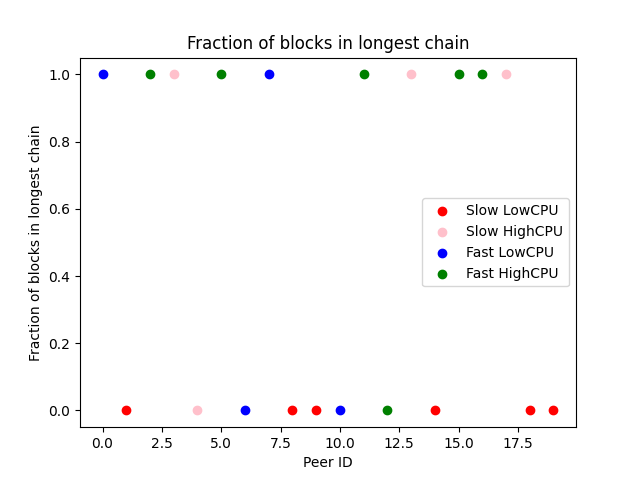 Fraction of blocks in longest chain
Fraction of blocks in longest chain
1.0
0.8
0.6
0.4
0.2
0.0
Slow LowCPU
Slow HighCPU
Fast LowCPU
Fast HighCPU
0.0 2.5 5.0 7.5 10.0 12.5 15.0 17.5
Peer ID